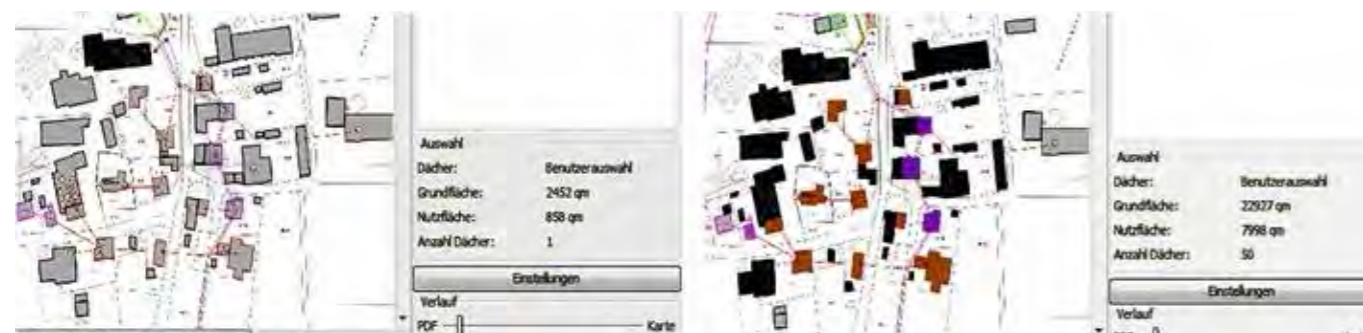 Auswahl
Dächer: Benutzerauswahl
Grundfläche: 2452 qm
Nutzfläche: 858 qm
Anzahl Dächer: 1
Einstellungen
Verlauf
PDF Karte
Auswahl
Dächer: Benutzerauswahl
Grundfläche: 22927 qm
Nutzfläche: 7998 qm
Anzahl Dächer: 50
Einstellungen
Verlauf